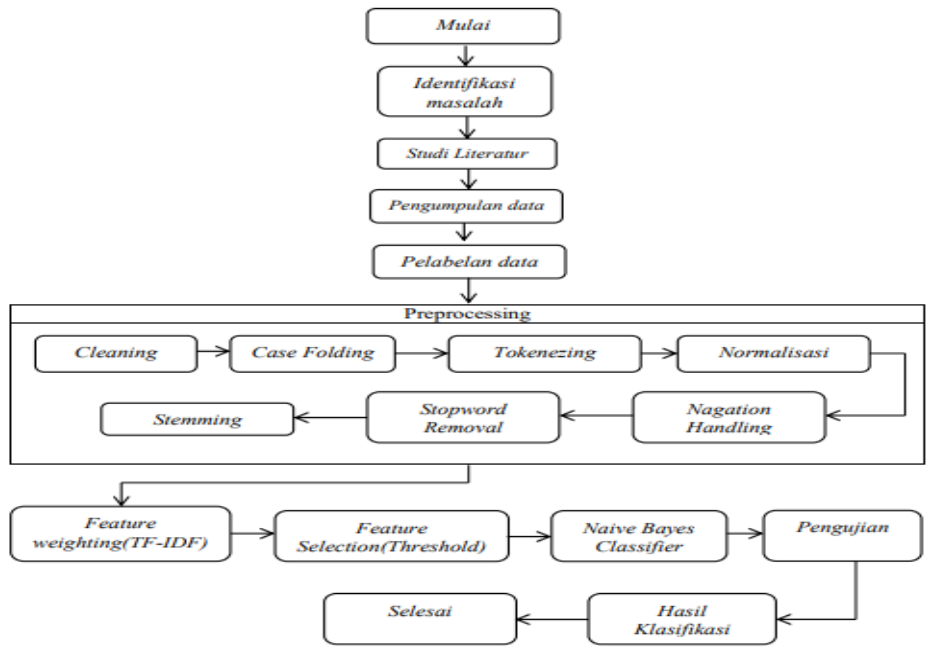 Mulai
Identifikasi
masalah
Studi Literatur
Pengumpulan data
Pelabelan data
Preprocessing
Cleaning
Case Folding
Tokenezing
Normalisasi
Nagation
Handling
Stopword
Removal
Stemming
Feature
weighting(TF-IDF)
Feature
Selection(Threshold)
Naive Bayes
Classifier
Pengujian
Hasil
Klasifikasi
Selesai